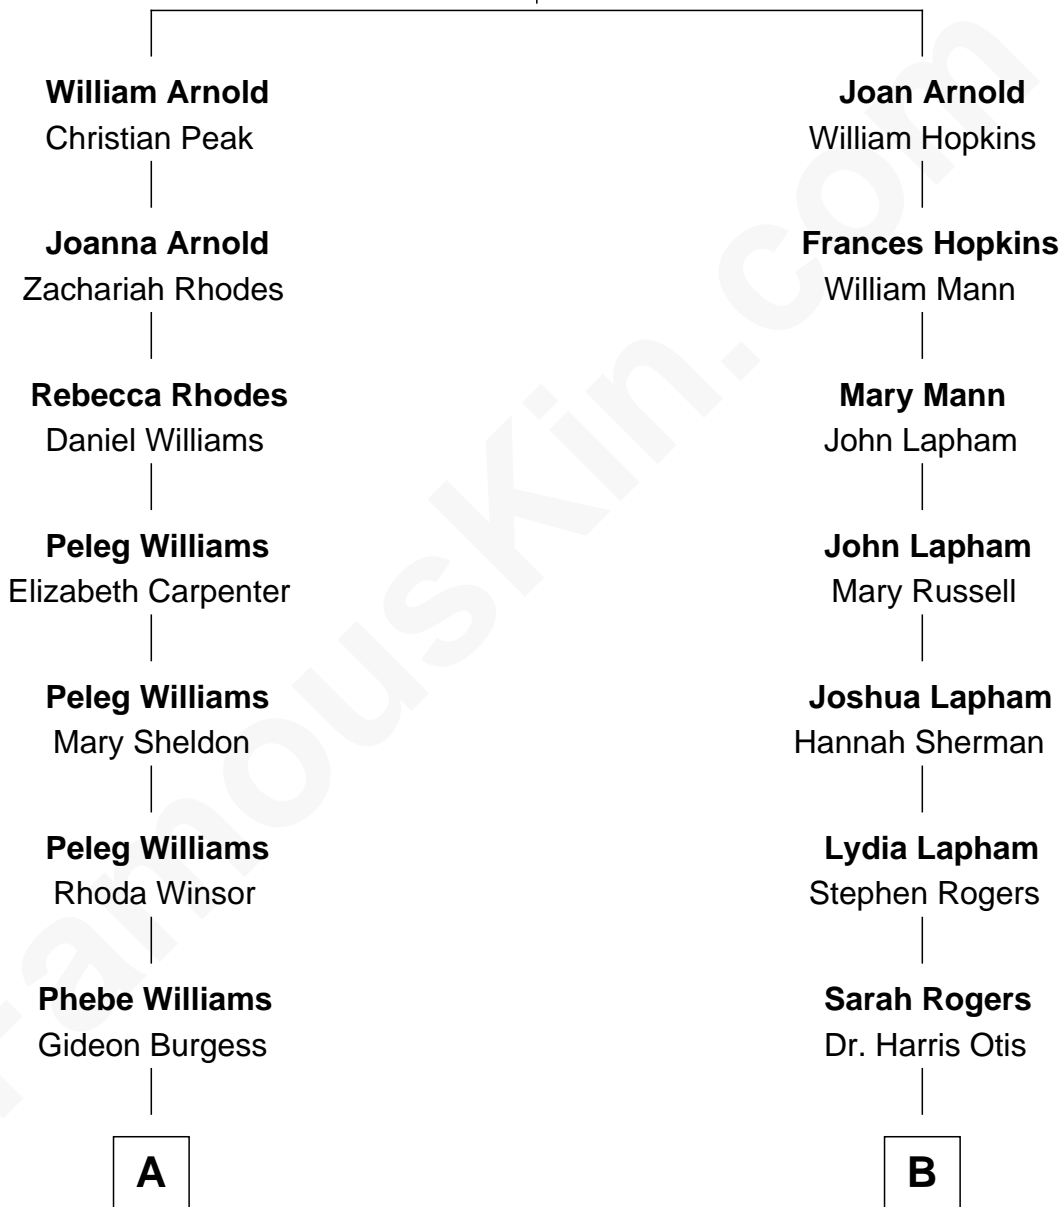 William Arnold
Christian Peak
Joanna Arnold
Zachariah Rhodes
Rebecca Rhodes
Daniel Williams
Peleg Williams
Elizabeth Carpenter
Peleg Williams
Mary Sheldon
Peleg Williams
Rhoda Winsor
Phebe Williams
Gideon Burgess
A
Joan Arnold
William Hopkins
Frances Hopkins
William Mann
Mary Mann
John Lapham
John Lapham
Mary Russell
Joshua Lapham
Hannah Sherman
Lydia Lapham
Stephen Rogers
Sarah Rogers
Dr. Harris Otis
B
FamousKin.com